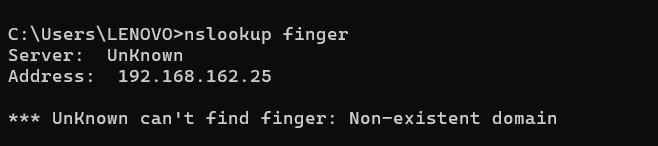 C:\Users\LENOVO>nslookup finger
Server:  UnKnown
Address:  192.168.162.25
*** UnKnown can't find finger: Non-existent domain